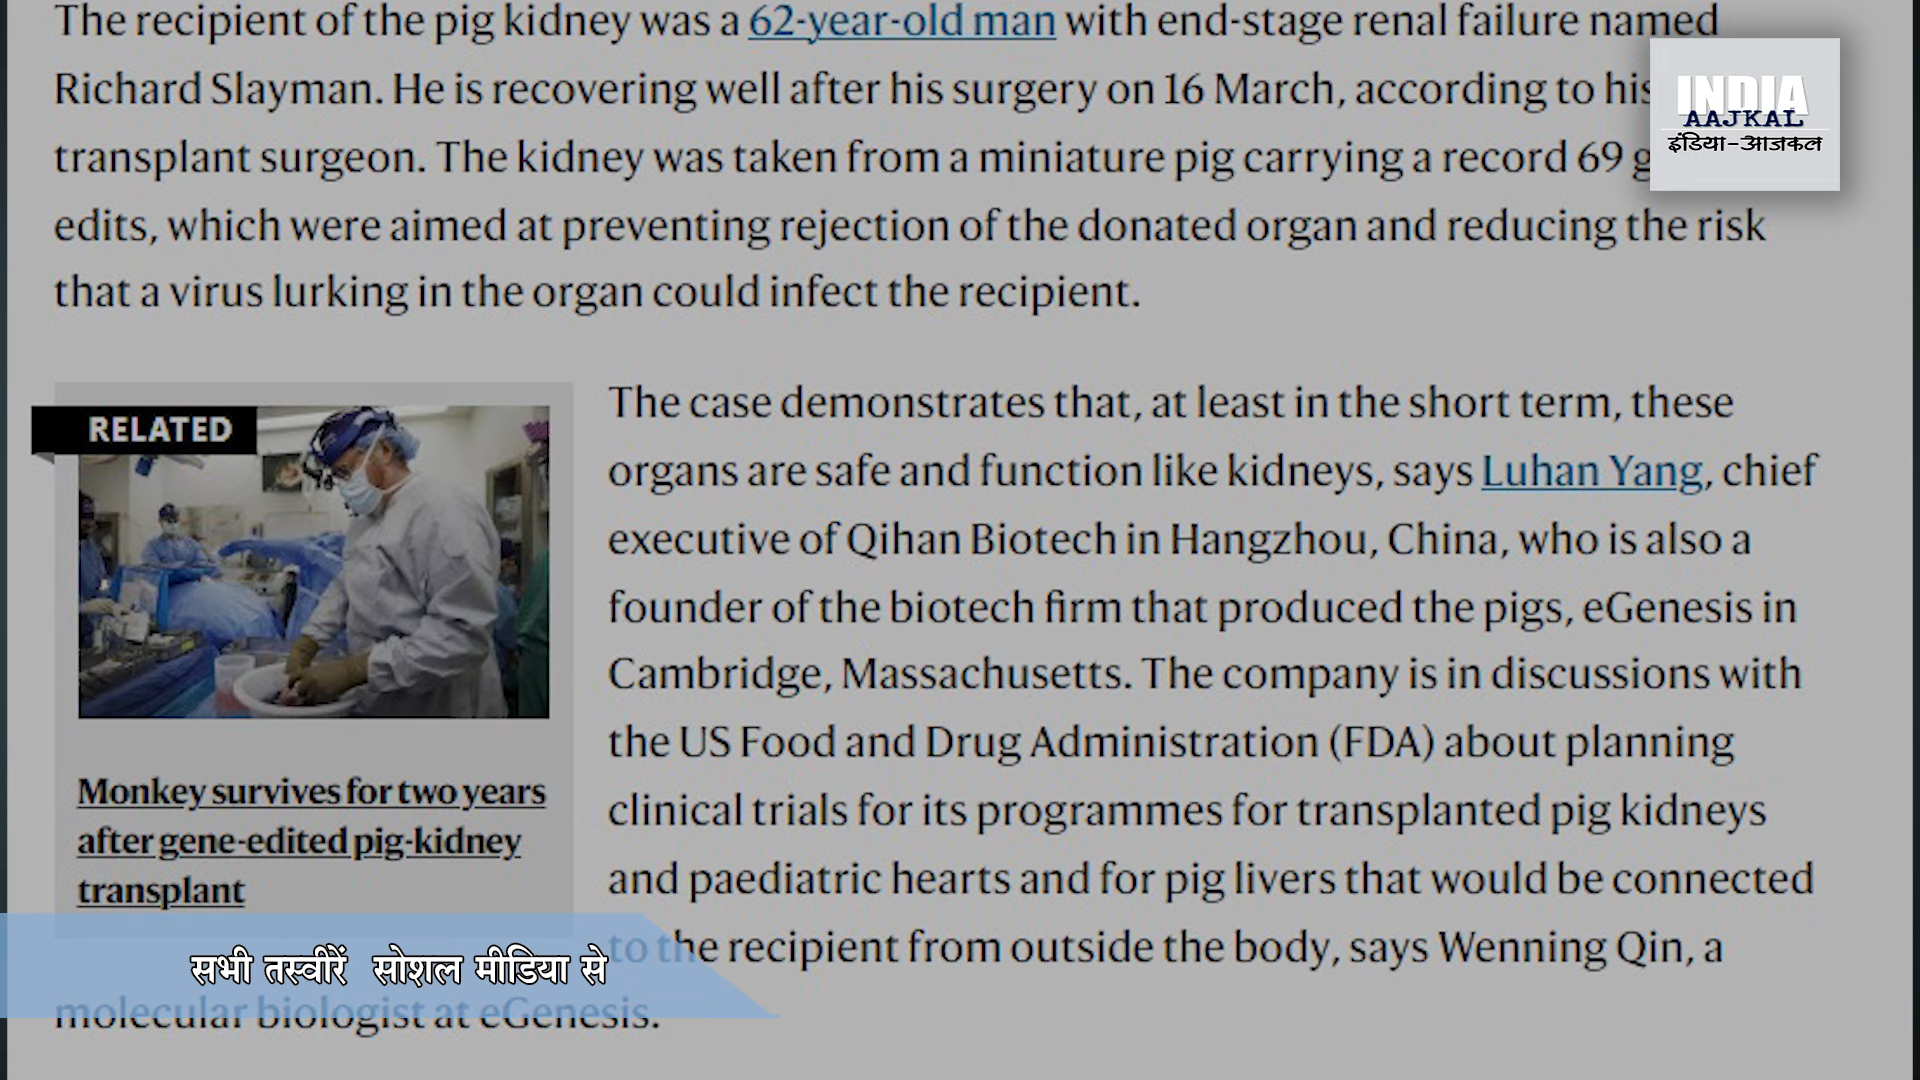 The recipient of the pig kidney was a 62-year-old man with end-stage renal failure named
Richard Slayman. He is recovering well after his surgery on 16 March, according to his
transplant surgeon. The kidney was taken from a miniature pig carrying a record 69
edits, which were aimed at preventing rejection of the donated organ and reducing the risk
that a virus lurking in the organ could infect the recipient.
INDIA
AAJKAL
इंडिया-आजकल
RELATED
Monkey survives for two years
after gene-edited pig-kidney
transplant
The case demonstrates that, at least in the short term, these
organs are safe and function like kidneys, says Luhan Yang, chief
executive of Qihan Biotech in Hangzhou, China, who is also a
founder of the biotech firm that produced the pigs, eGenesis in
Cambridge, Massachusetts. The company is in discussions with
the US Food and Drug Administration (FDA) about planning
clinical trials for its programmes for transplanted pig kidneys
and paediatric hearts and for pig livers that would be connected
to the recipient from outside the body, says Wenning Qin, a
molecular biologist at eGenesis.
सभी तस्वीरें सोशल मीडिया से